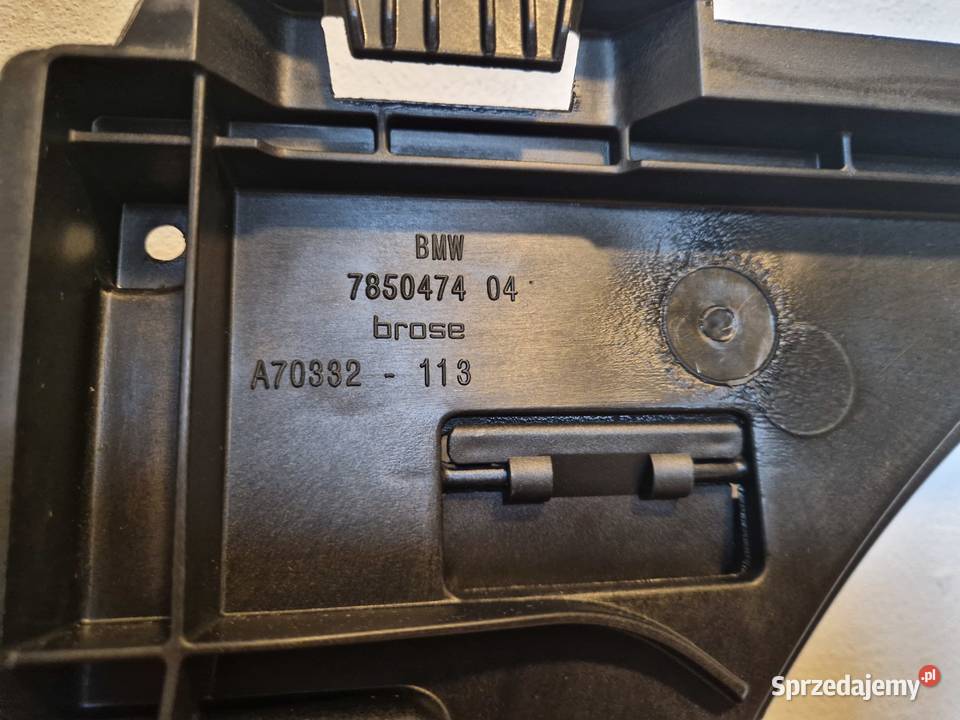 BMW
7850474 04
brose
A70332 - 113
Sprzedajemy.pl